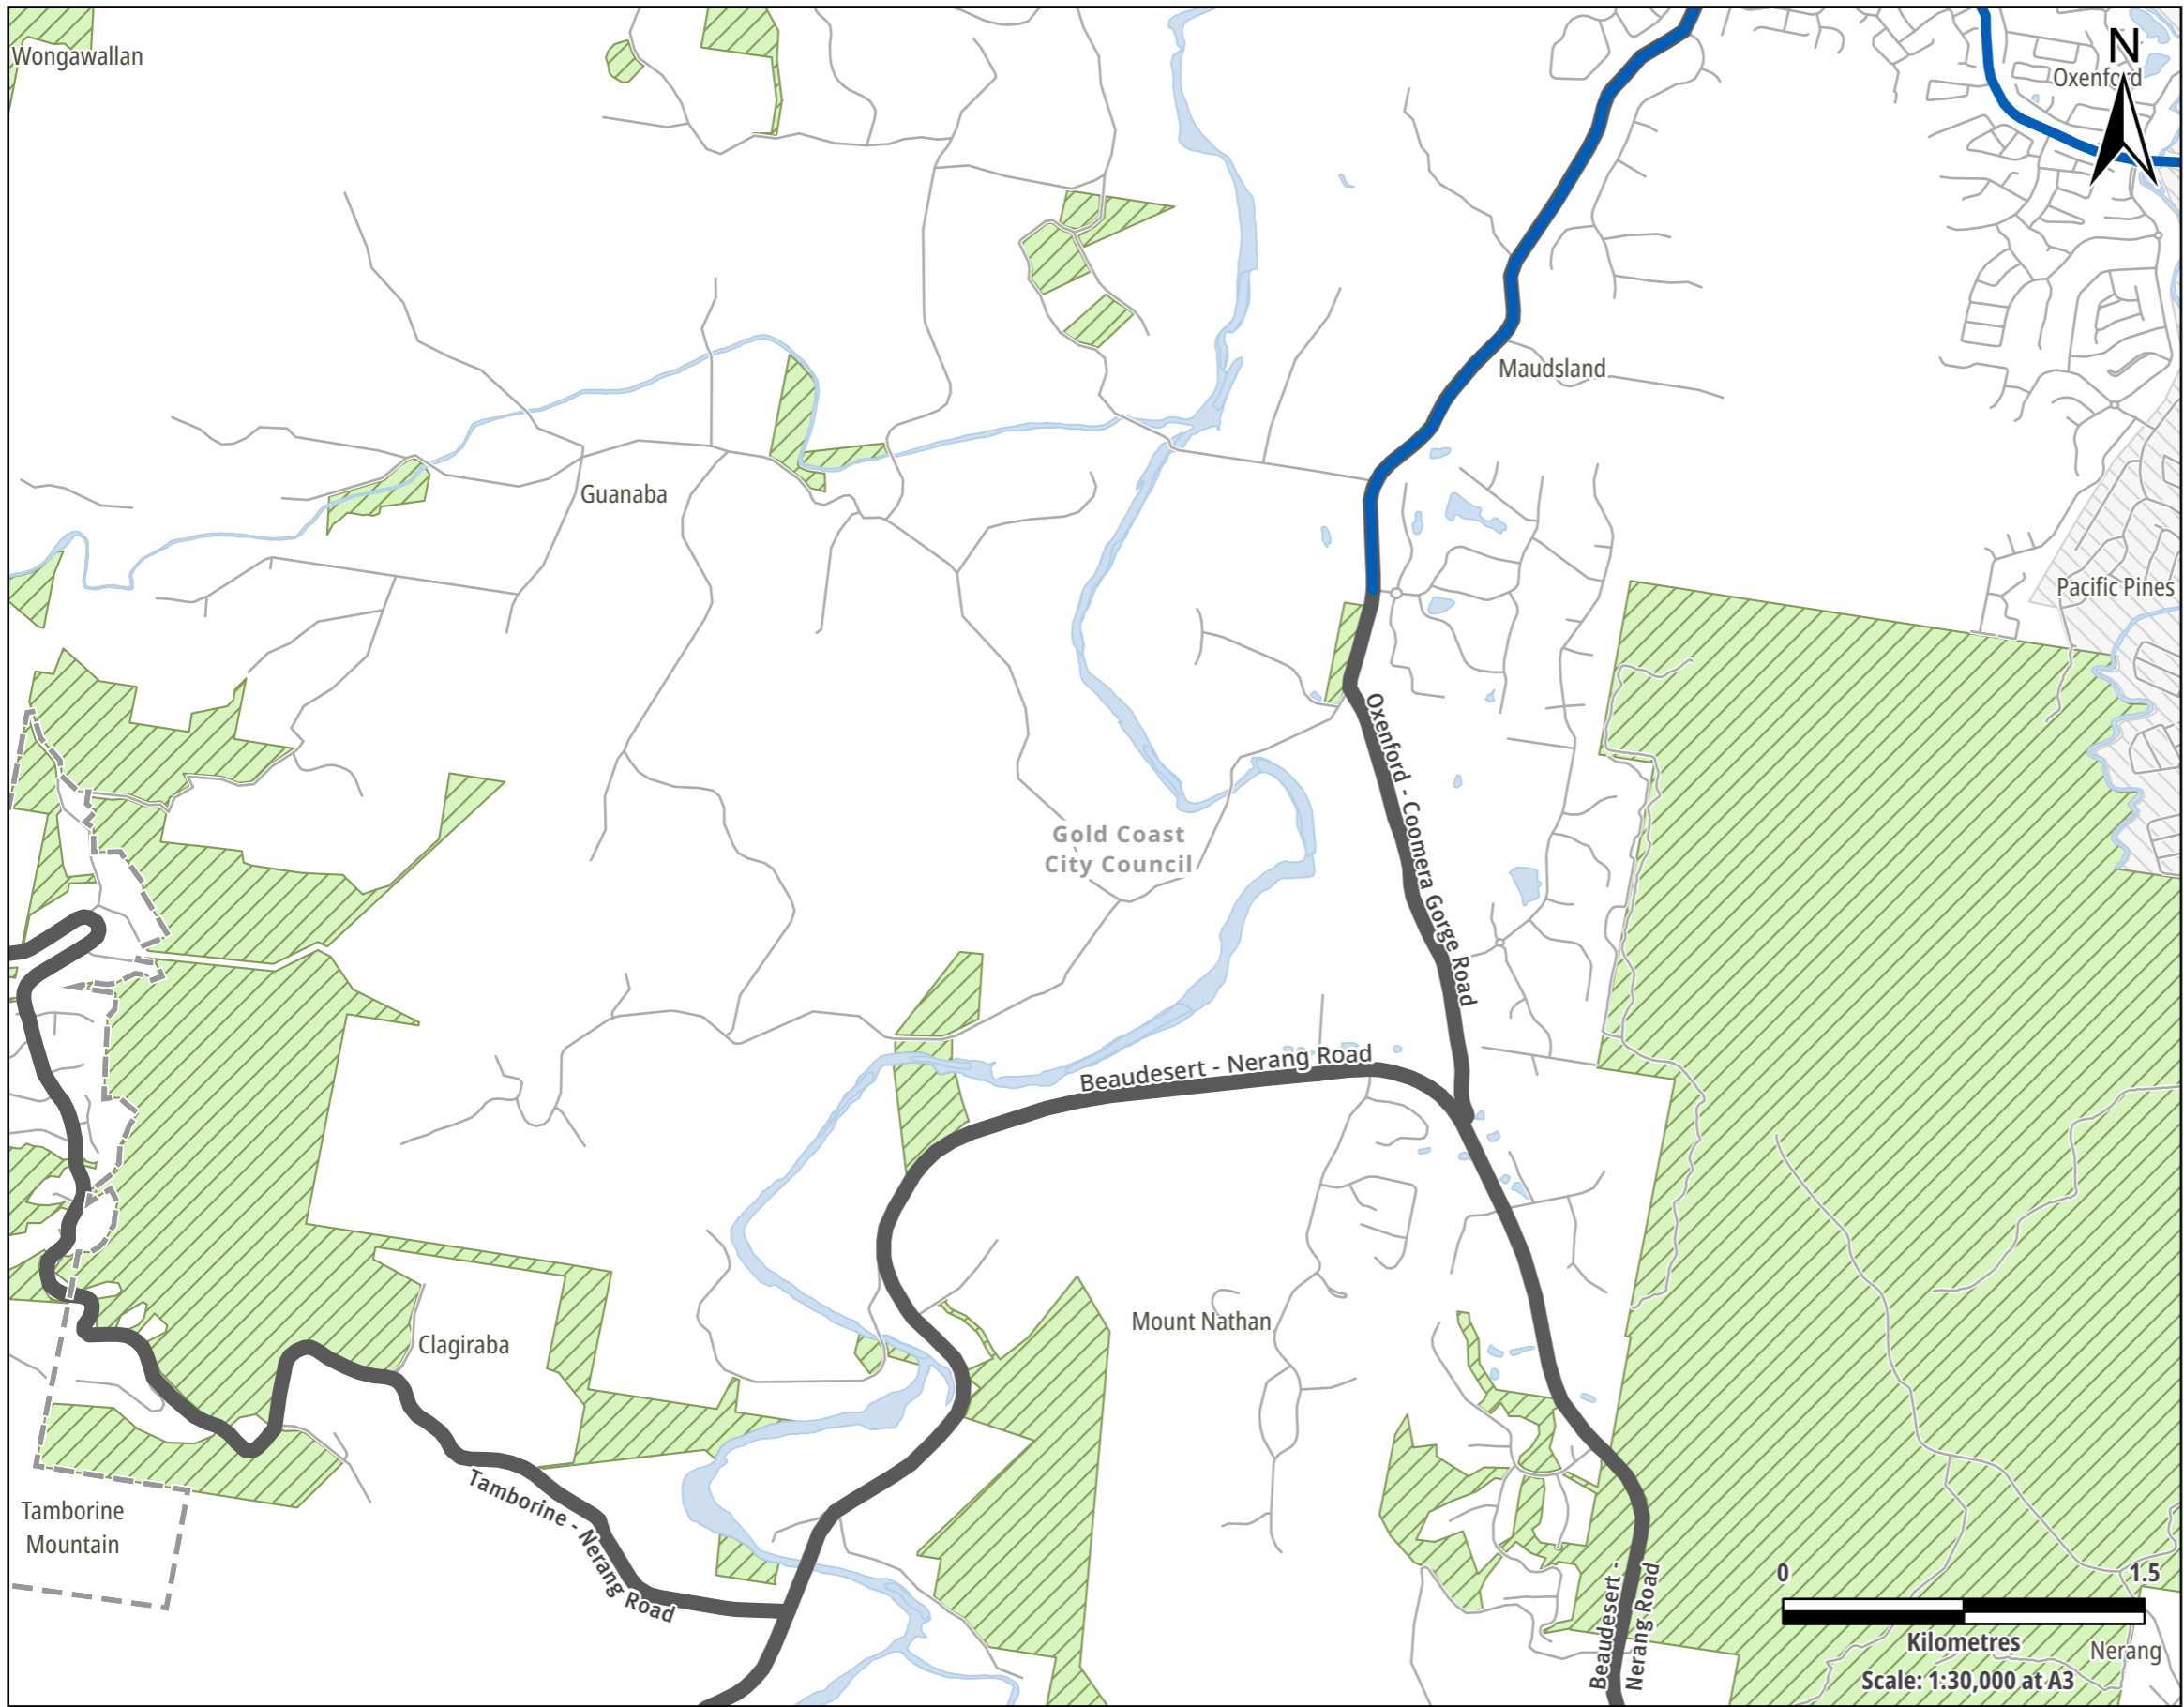 Wongawallan
N
Oxenford
Maudsland
Guanaba
Pacific Pines
Oxenford - Coomera Gorge Road
Gold Coast
City Council
Beaudesert - Nerang Road
Mount Nathan
Clagiraba
Tamborine - Nerang Road
Tamborine
Mountain
Beaudesert -
Nerang Road
0
1.5
Kilometres
Nerang
Scale: 1:30,000 at A3